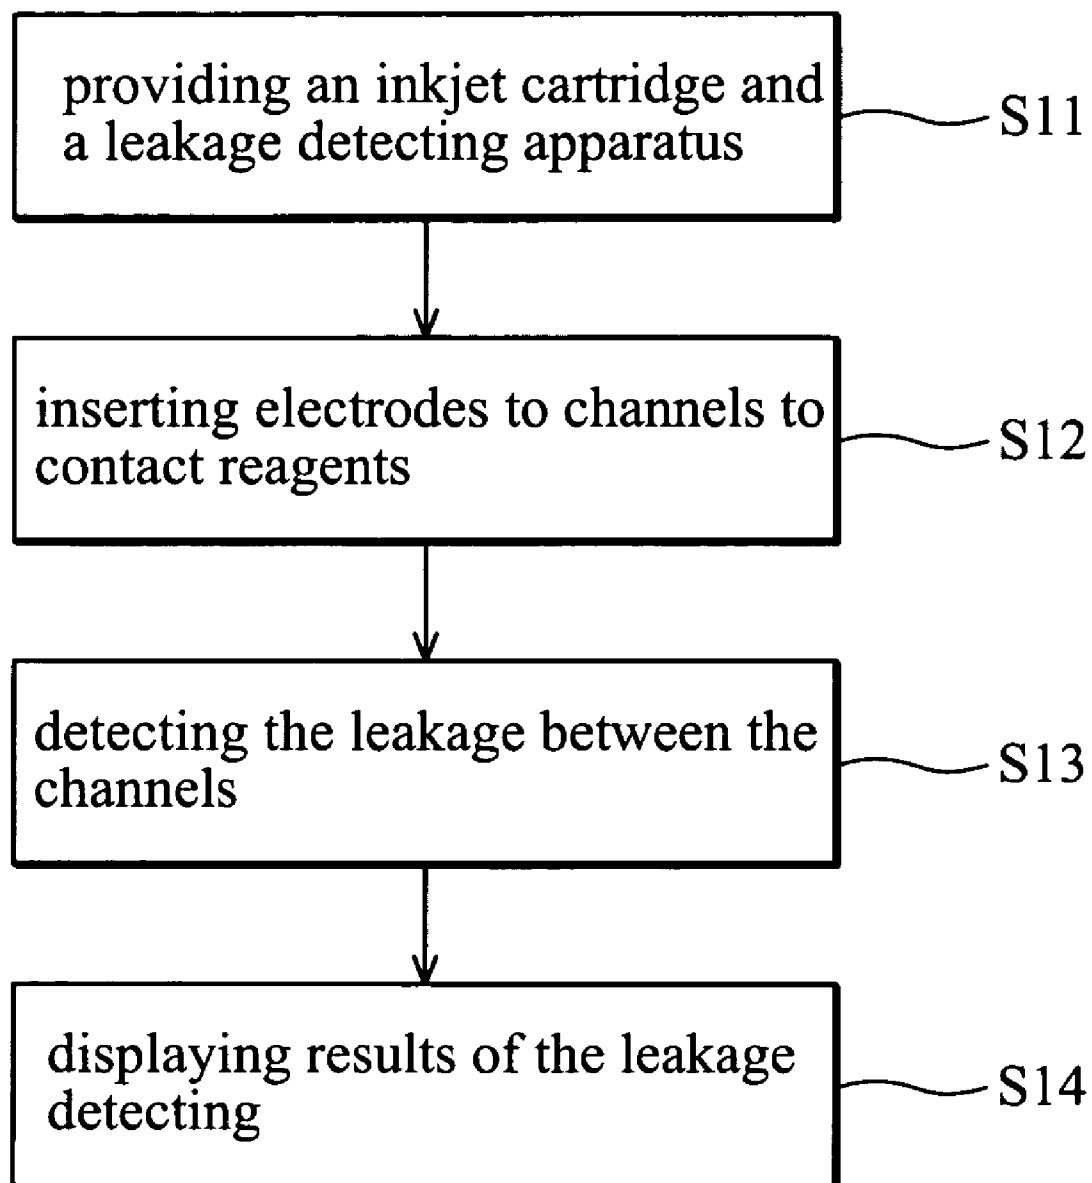 providing an inkjet cartridge and
a leakage detecting apparatus
S11
inserting electrodes to channels to
contact reagents
S12
detecting the leakage between the
channels
S13
displaying results of the leakage
detecting
S14